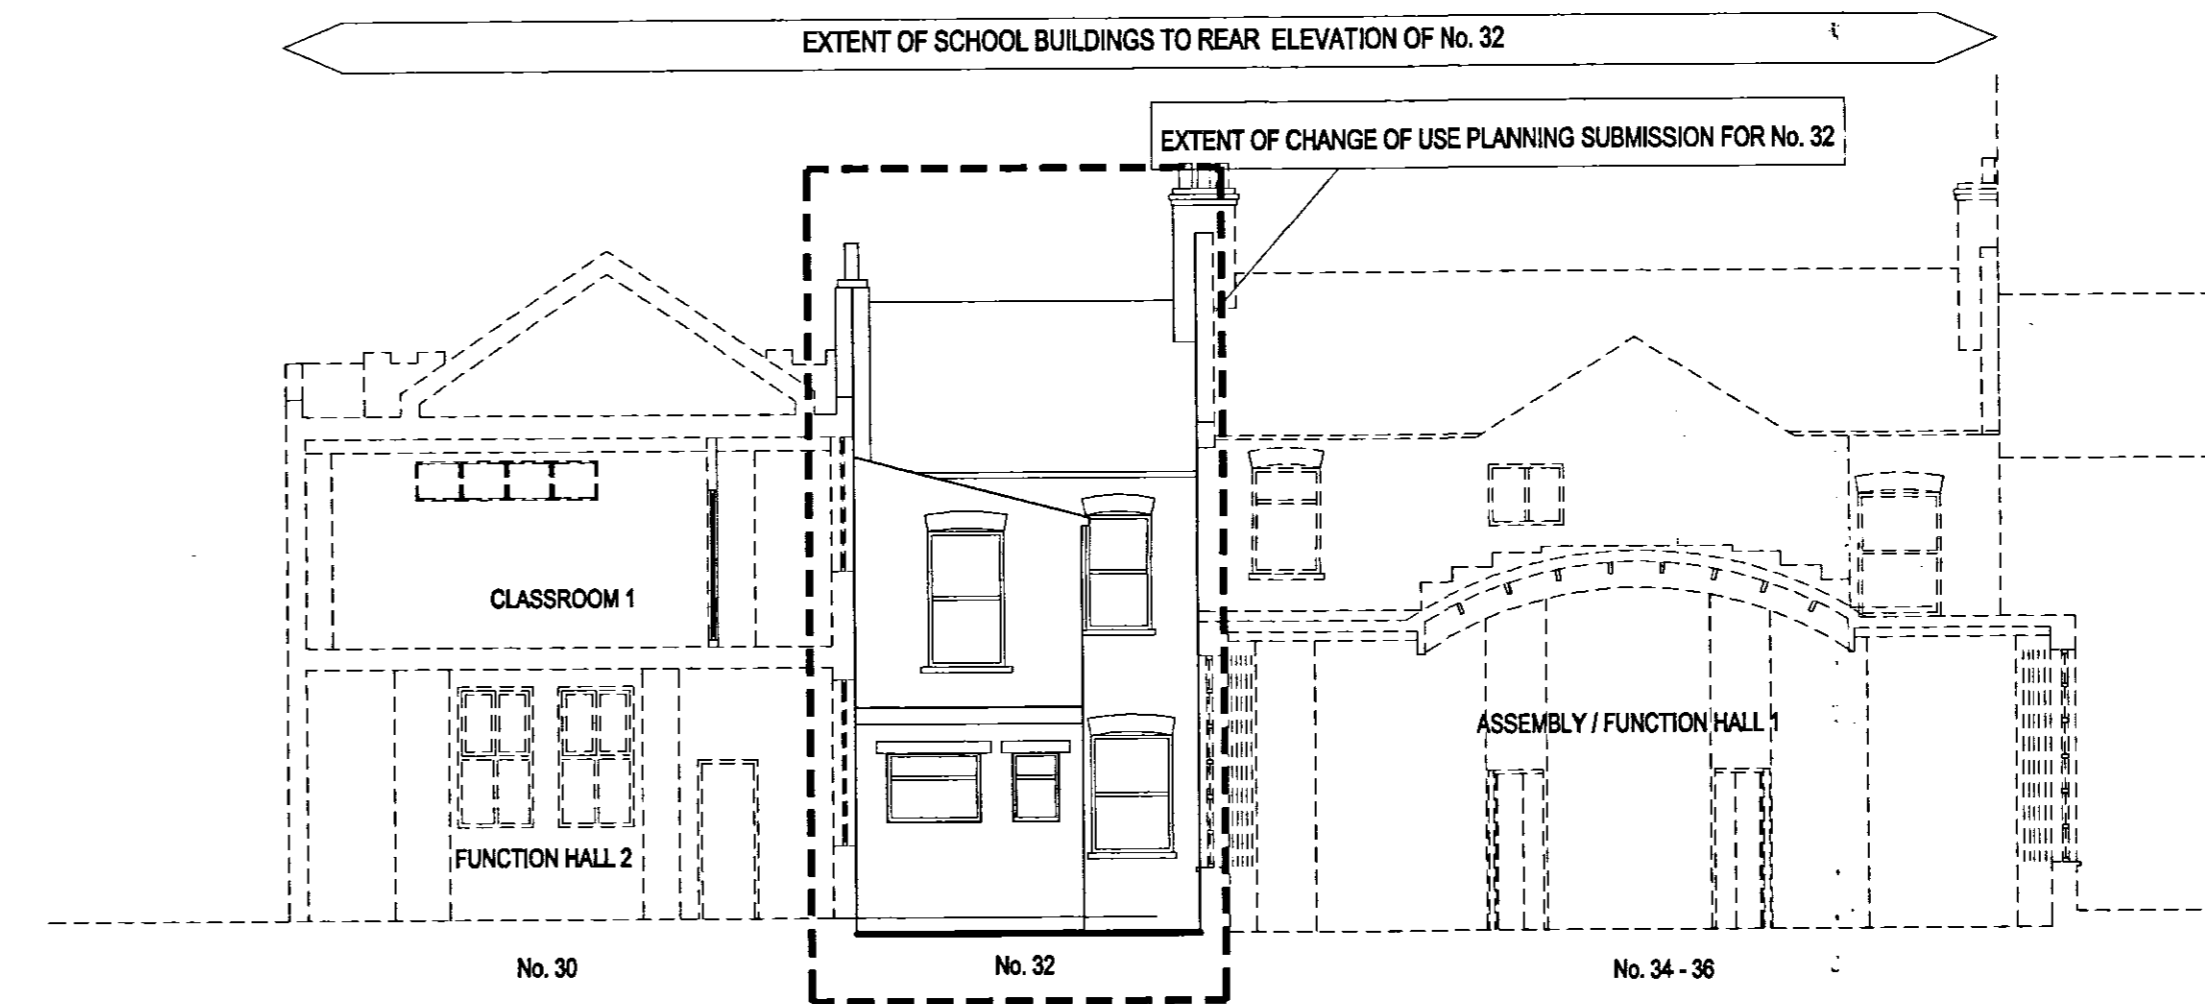 EXTENT OF SCHOOL BUILDINGS TO REAR ELEVATION OF No. 32
EXTENT OF CHANGE OF USE PLANNING SUBMISSION FOR No. 32
CLASSROOM 1
ASSEMBLY / FUNCTION HALL 1
FUNCTION HALL 2
No. 30
No. 32
No. 34 - 36